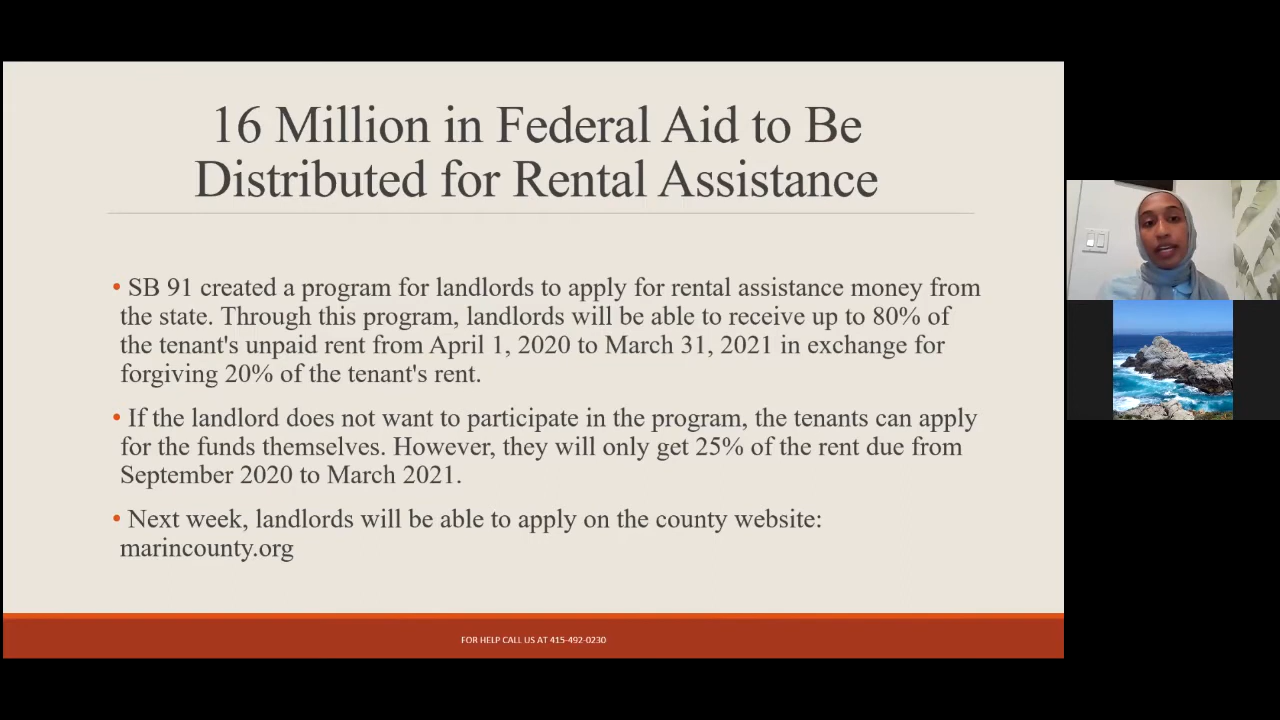 16 Million in Federal Aid to Be
Distributed for Rental Assistance
• SB 91 created a program for landlords to apply for rental assistance money from
the state. Through this program, landlords will be able to receive up to 80% of
the tenant's unpaid rent from April 1, 2020 to March 31, 2021 in exchange for
forgiving 20% of the tenant's rent.
• If the landlord does not want to participate in the program, the tenants can apply
for the funds themselves. However, they will only get 25% of the rent due from
September 2020 to March 2021.
• Next week, landlords will be able to apply on the county website:
marincounty.org
FOR HELP CALL US AT 415-492-0230